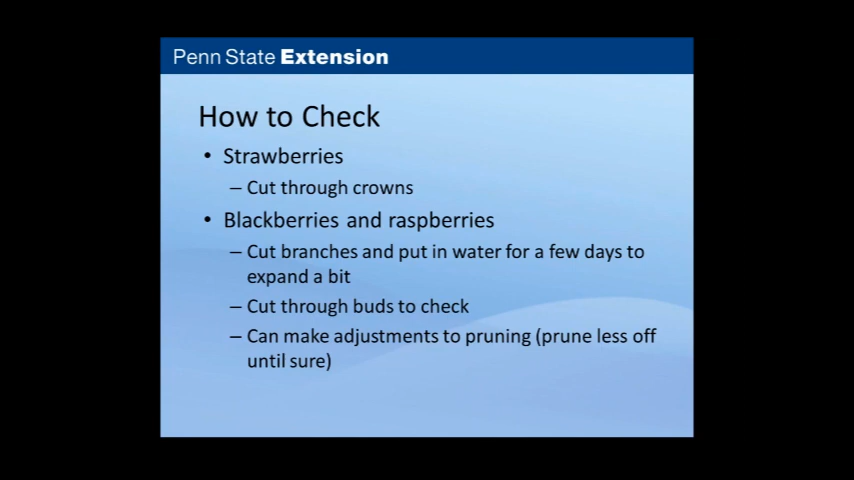 Penn State Extension
How to Check
• Strawberries
– Cut through crowns
• Blackberries and raspberries
– Cut branches and put in water for a few days to
expand a bit
– Cut through buds to check
– Can make adjustments to pruning (prune less off
until sure)